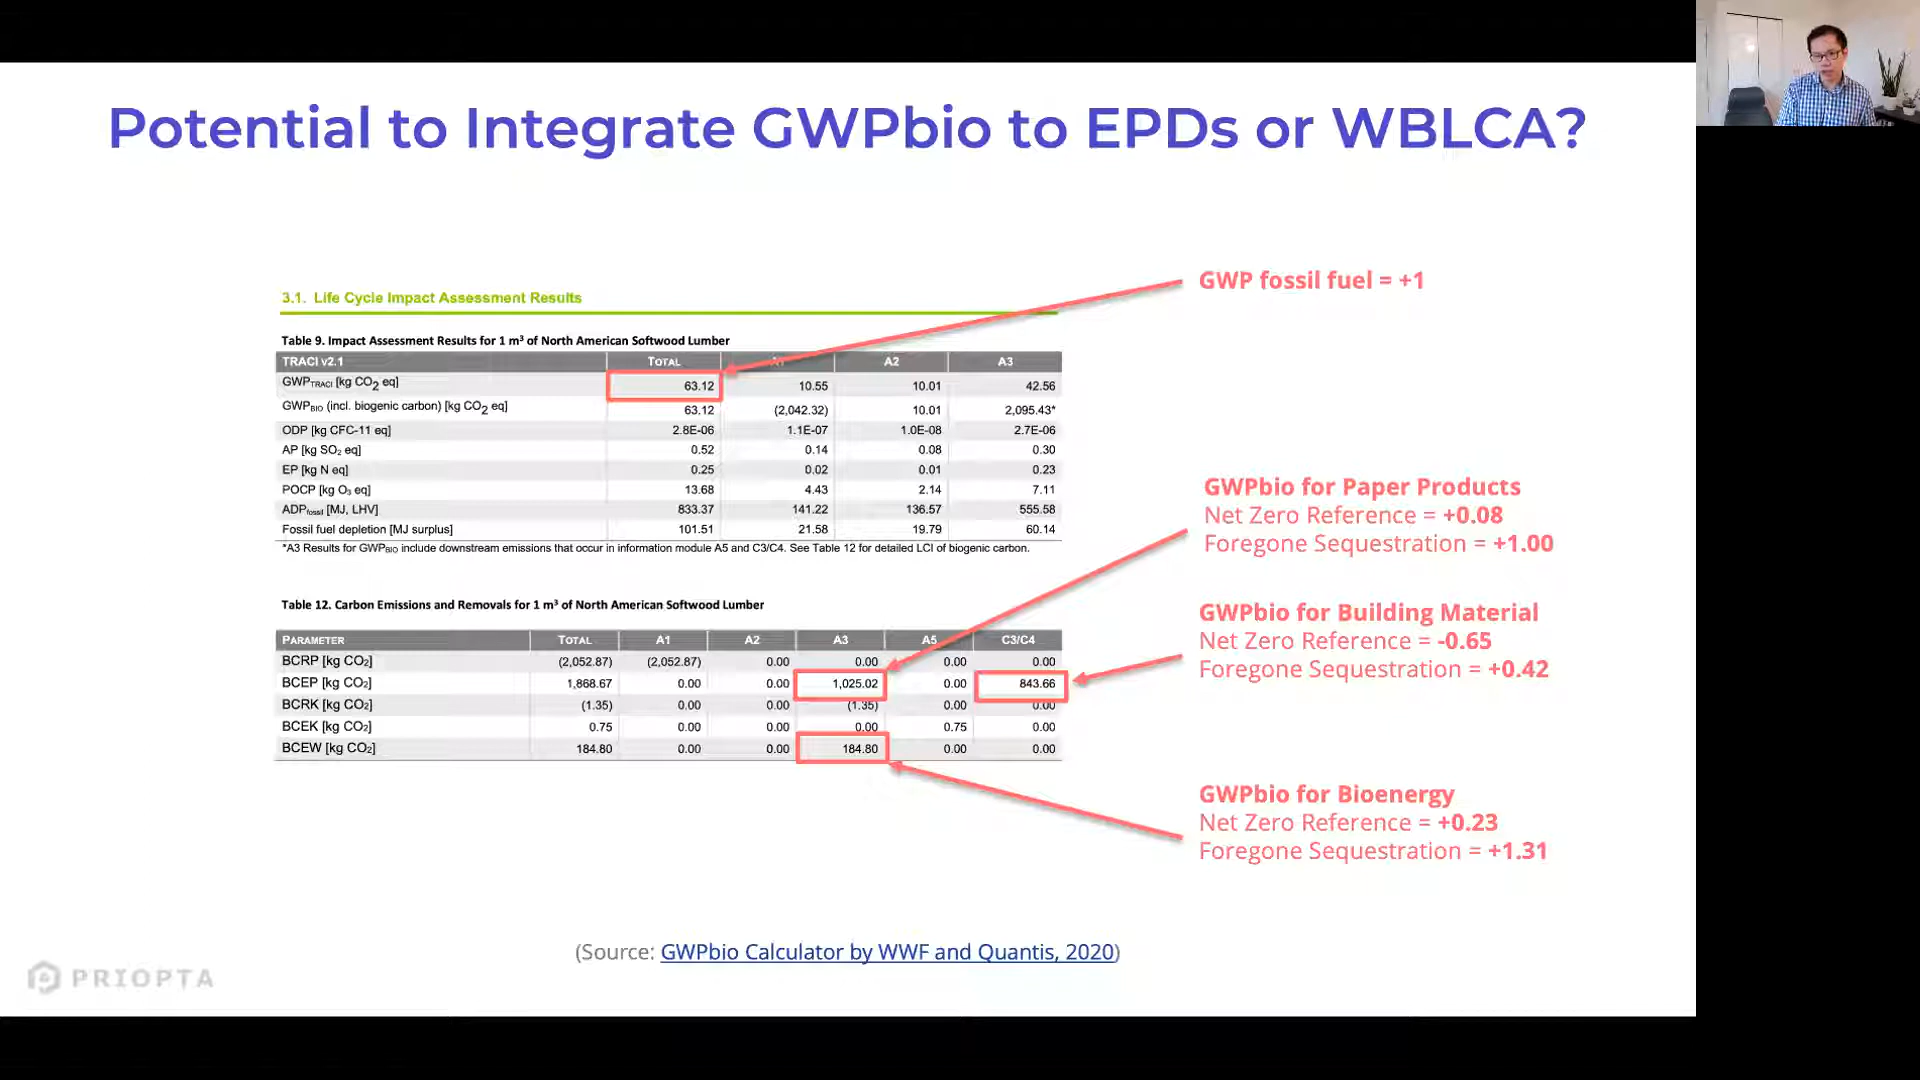 Potential to Integrate GWPbio to EPDs or WBLCA?
GWP fossil fuel = +1
3.1. Life Cycle Impact Assessment Results
Table 9. Impact Assessment Results for 1 m³ of North American Softwood Lumber
TRACI v2.1 TOTAL A1 A2 A3
GWPTRACI [kg CO2 eq] 63.12 10.55 10.01 42.56
GWPBIO (incl. biogenic carbon) [kg CO2 eq] 63.12 (2,042.32) 10.01 2,095.43*
ODP [kg CFC-11 eq] 2.8E-06 1.1E-07 1.0E-08 2.7E-06
AP [kg SO₂ eq] 0.52 0.14 0.08 0.30
EP [kg N eq] 0.25 0.02 0.01 0.23
POCP [kg O₃ eq] 13.68 4.43 2.14 7.11
ADPfossil [MJ, LHV] 833.37 141.22 136.57 555.58
Fossil fuel depletion [MJ surplus] 101.51 21.58 19.79 60.14
*A3 Results for GWPBIO include downstream emissions that occur in information module A5 and C3/C4. See Table 12 for detailed LCI of biogenic carbon.
GWPbio for Paper Products
Net Zero Reference = +0.08
Foregone Sequestration = +1.00
Table 12. Carbon Emissions and Removals for 1 m³ of North American Softwood Lumber
PARAMETER TOTAL A1 A2 A3 A5 C3/C4
BCRP [kg CO₂] (2,052.87) (2,052.87) 0.00 0.00 0.00 0.00
BCEP [kg CO₂] 1,868.67 0.00 0.00 1,025.02 0.00 843.66
BCRK [kg CO₂] (1.35) 0.00 0.00 (1.35) 0.00 0.00
BCEK [kg CO₂] 0.75 0.00 0.00 0.00 0.75 0.00
BCEW [kg CO₂] 184.80 0.00 0.00 184.80 0.00 0.00
GWPbio for Building Material
Net Zero Reference = -0.65
Foregone Sequestration = +0.42
GWPbio for Bioenergy
Net Zero Reference = +0.23
Foregone Sequestration = +1.31
(Source: GWPbio Calculator by WWF and Quantis, 2020)
PRIOPTA